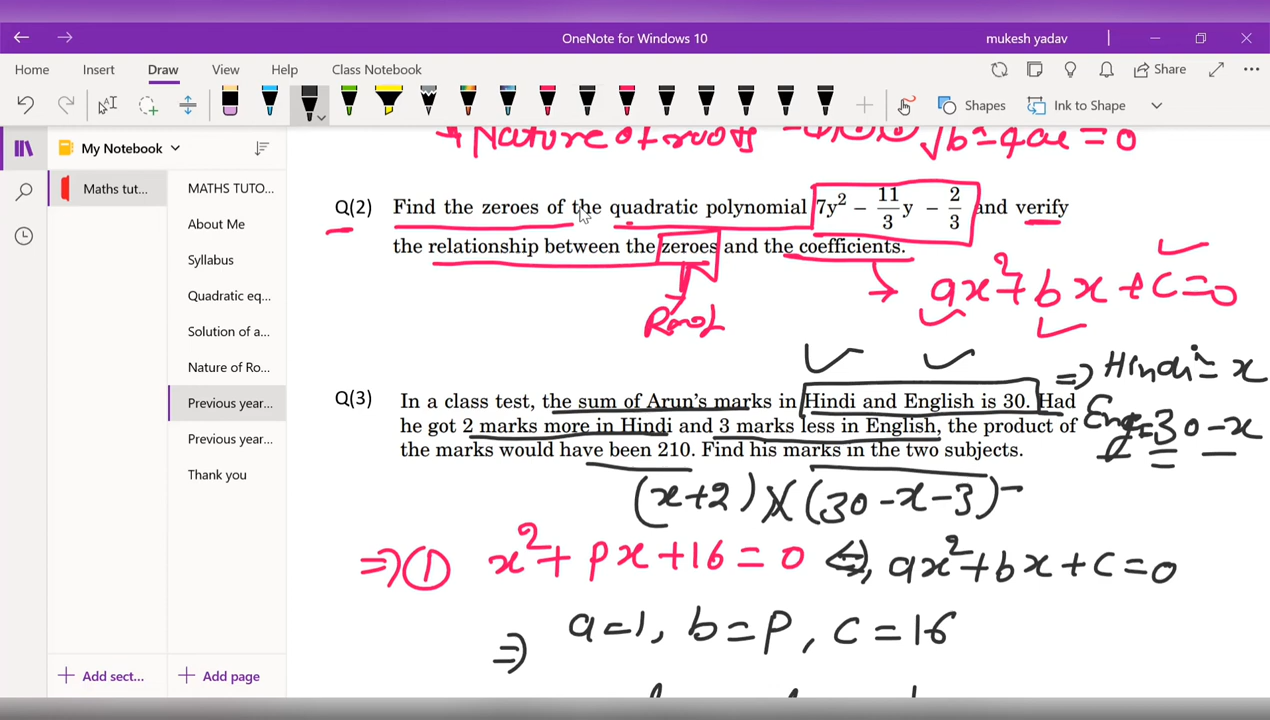 OneNote for Windows 10
mukesh yadav
Home Insert Draw View Help Class Notebook
Share
Shapes
Ink to Shape
My Notebook
Maths tut...
MATHS TUTO...
About Me
Syllabus
Quadratic eq...
Solution of a...
Nature of Ro...
Previous year...
Previous year...
Thank you
Add sect...
Add page
Nature of roots
√b²-4ac = 0
Q(2) Find the zeroes of the quadratic polynomial 7y² − 11/3 y − 2/3 and verify
the relationship between the zeroes and the coefficients.
→ ax²+bx+c=0
Root
Q(3) In a class test, the sum of Arun's marks in Hindi and English is 30. Had
he got 2 marks more in Hindi and 3 marks less in English, the product of
the marks would have been 210. Find his marks in the two subjects.
⇒ Hindi = x
Eng = 30-x
(x+2) X (30-x-3) -
⇒ (1) x²+px+16=0 ⇔, ax²+bx+c=0
⇒ a=1, b=P, c=16